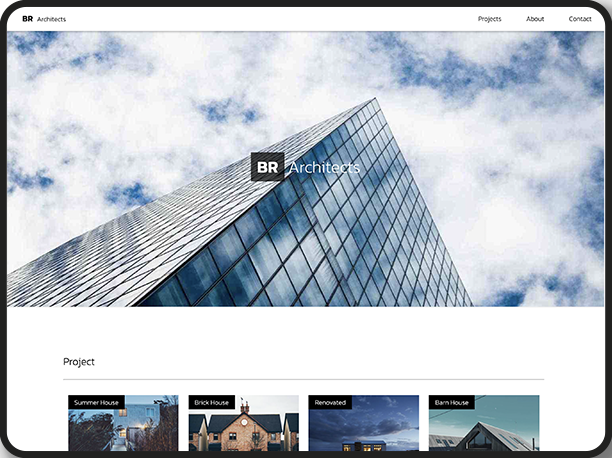 BR Architects Projects About Contact
BR Architects
Project
Summer House Brick House Renovated Barn House